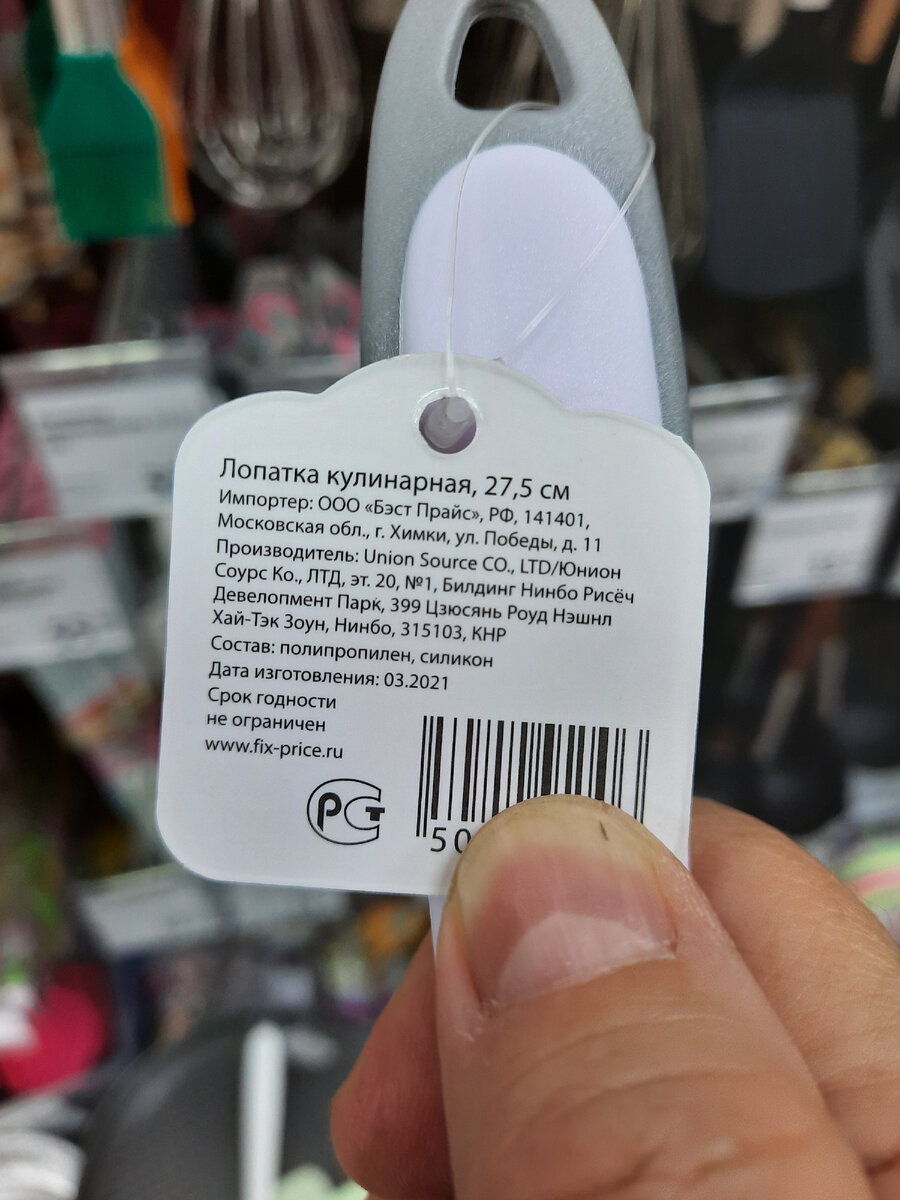 Лопатка кулинарная, 27,5 см
Импортер: ООО «Бэст Прайс», РФ, 141401,
Московская обл., г. Химки, ул. Победы, д. 11
Производитель: Union Source CO., LTD/Юнион
Соурс Ко., ЛТД, эт. 20, №1, Билдинг Нинбо Рисёч
Девелопмент Парк, 399 Цзюсянь Роуд Нэшнл
Хай-Тэк Зоун, Нинбо, 315103, КНР
Состав: полипропилен, силикон
Дата изготовления: 03.2021
Срок годности
не ограничен
www.fix-price.ru
РСТ
50